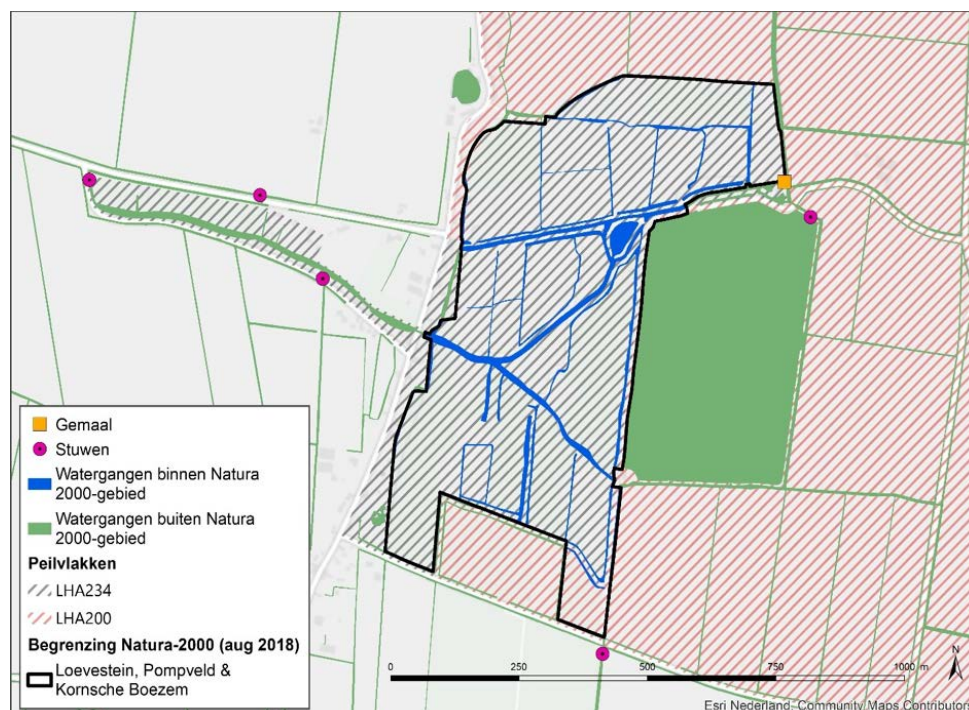 Gemaal
Stuwen
Watergangen binnen Natura
2000-gebied
Watergangen buiten Natura
2000-gebied
Peilvlakken
LHA234
LHA200
Begrenzing Natura-2000 (aug 2018)
Loevestein, Pompveld &
Kornsche Boezem
0 250 500 750 1000 m
N
Esri Nederland, Community Maps Contributors